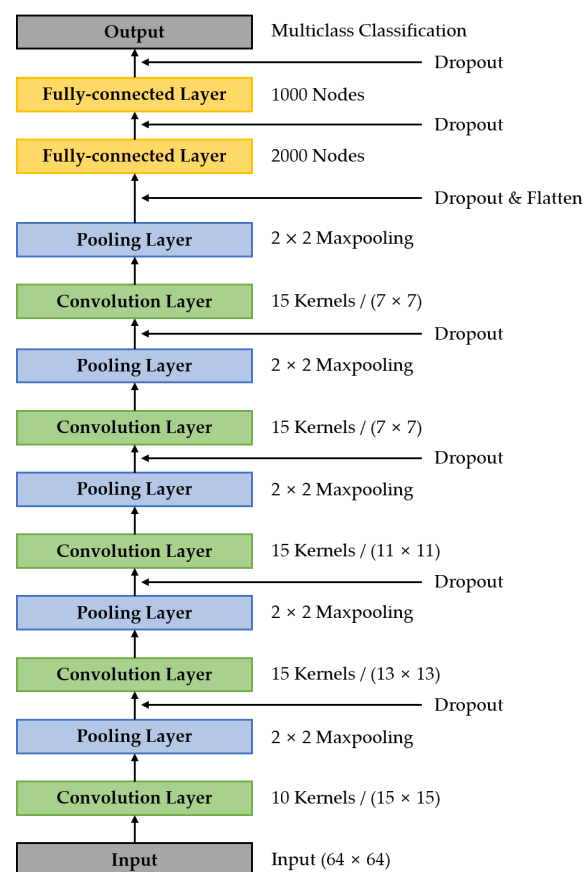 Output Multiclass Classification
Dropout
Fully-connected Layer 1000 Nodes
Dropout
Fully-connected Layer 2000 Nodes
Dropout & Flatten
Pooling Layer 2 × 2 Maxpooling
Convolution Layer 15 Kernels / (7 × 7)
Dropout
Pooling Layer 2 × 2 Maxpooling
Convolution Layer 15 Kernels / (7 × 7)
Dropout
Pooling Layer 2 × 2 Maxpooling
Convolution Layer 15 Kernels / (11 × 11)
Dropout
Pooling Layer 2 × 2 Maxpooling
Convolution Layer 15 Kernels / (13 × 13)
Dropout
Pooling Layer 2 × 2 Maxpooling
Convolution Layer 10 Kernels / (15 × 15)
Input Input (64 × 64)